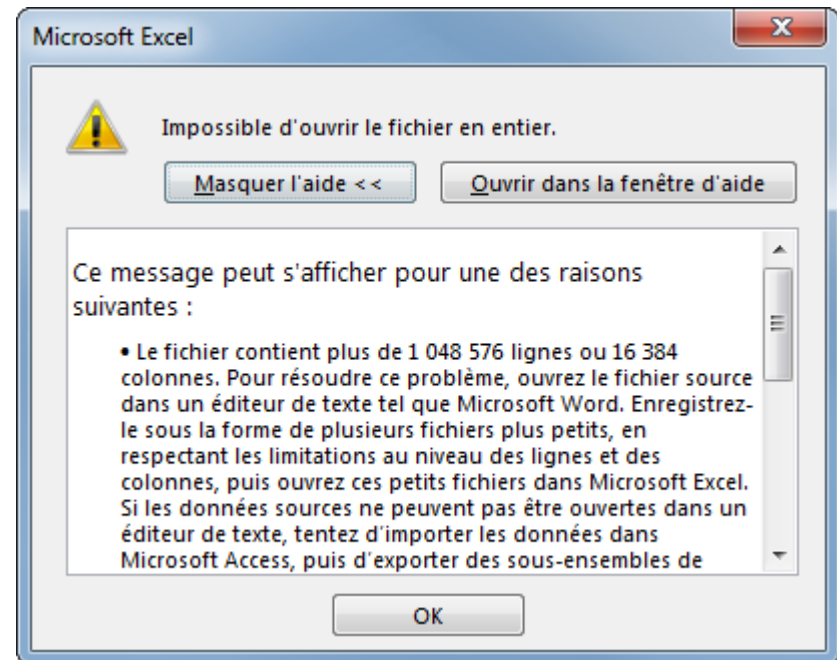 Microsoft Excel
Impossible d'ouvrir le fichier en entier.
Masquer l'aide <<
Ouvrir dans la fenêtre d'aide
Ce message peut s'afficher pour une des raisons
suivantes :
• Le fichier contient plus de 1 048 576 lignes ou 16 384
colonnes. Pour résoudre ce problème, ouvrez le fichier source
dans un éditeur de texte tel que Microsoft Word. Enregistrez-
le sous la forme de plusieurs fichiers plus petits, en
respectant les limitations au niveau des lignes et des
colonnes, puis ouvrez ces petits fichiers dans Microsoft Excel.
Si les données sources ne peuvent pas être ouvertes dans un
éditeur de texte, tentez d'importer les données dans
Microsoft Access, puis d'exporter des sous-ensembles de
OK